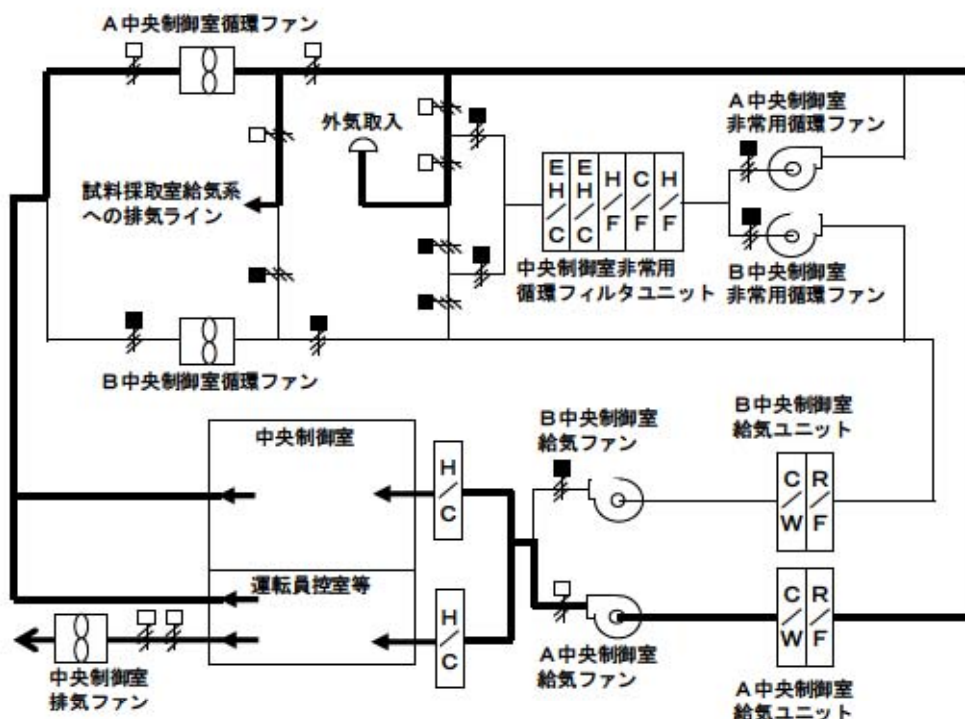 A中央制御室循環ファン
外気取入
A中央制御室
非常用循環ファン
試料採取室給気系
への排気ライン
EH/C
EH/C
H/F
C/F
H/F
中央制御室非常用
循環フィルタユニット
B中央制御室
非常用循環ファン
B中央制御室循環ファン
中央制御室
H/C
B中央制御室
給気ファン
B中央制御室
給気ユニット
C/W
R/F
運転員控室等
H/C
A中央制御室
給気ファン
C/W
R/F
中央制御室
排気ファン
A中央制御室
給気ユニット